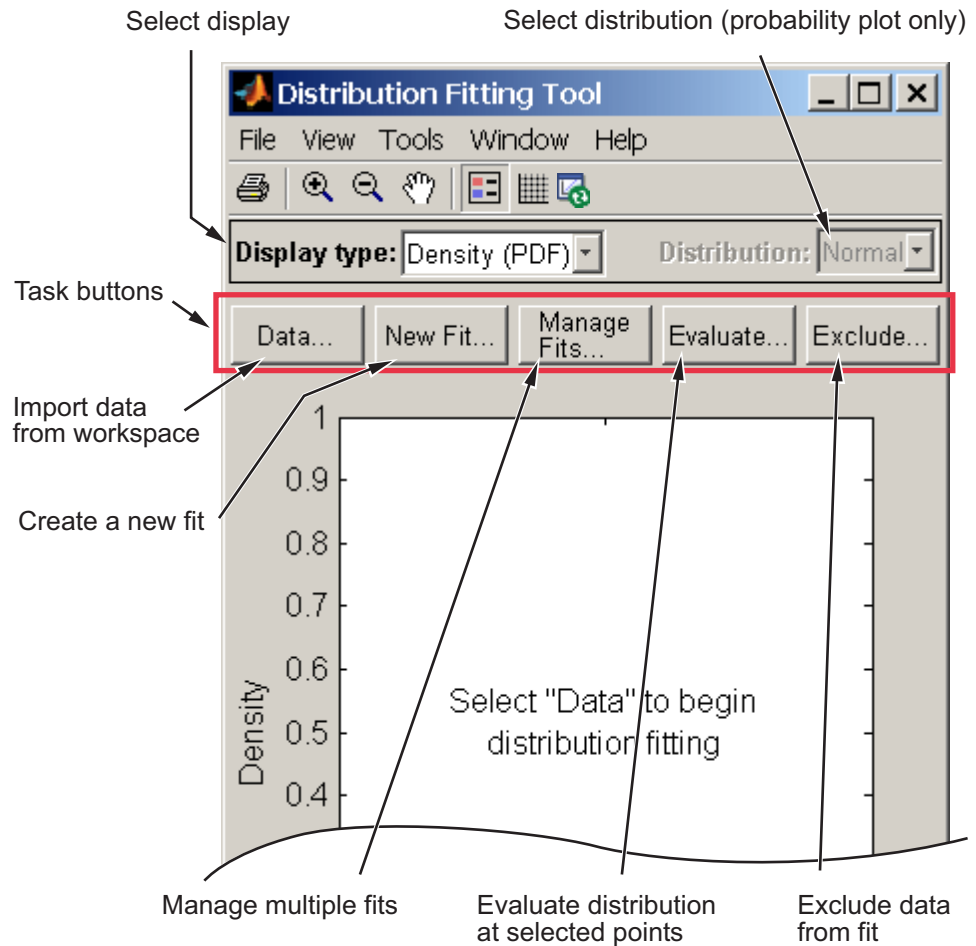 Select display
Select distribution (probability plot only)
Distribution Fitting Tool
File View Tools Window Help
Display type: Density (PDF) Distribution: Normal
Task buttons
Data... New Fit... Manage Fits... Evaluate... Exclude...
Import data
from workspace
Create a new fit
1
0.9
0.8
0.7
0.6
0.5
0.4
Density
Select "Data" to begin
distribution fitting
Manage multiple fits
Evaluate distribution
at selected points
Exclude data
from fit